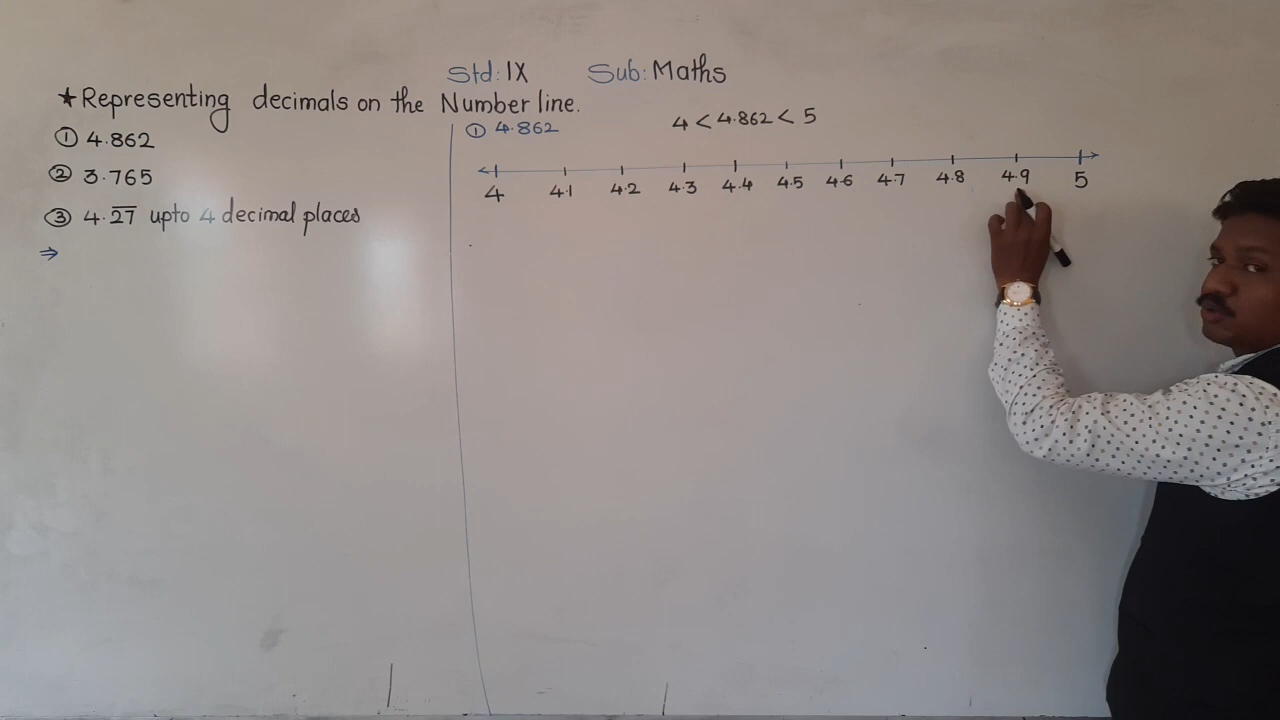 Std: IX Sub: Maths
★ Representing decimals on the Number line.
① 4.862
② 3.765
③ 4.2̅7̅ upto 4 decimal places
⇒
① 4.862 4 < 4.862 < 5
4 4.1 4.2 4.3 4.4 4.5 4.6 4.7 4.8 4.9 5